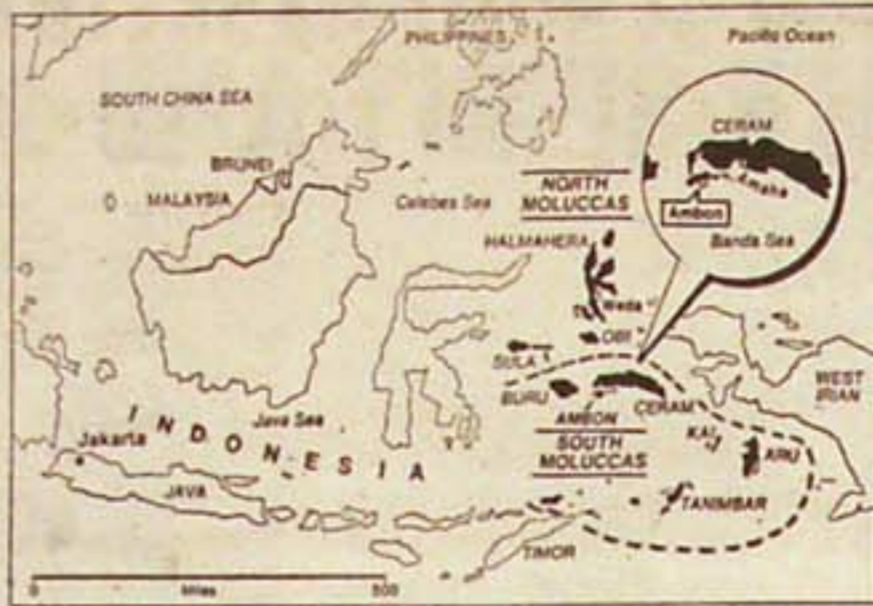 PHILIPPINES
Pacific Ocean
SOUTH CHINA SEA
CERAM
BRUNEI
MALAYSIA
Celebes Sea
NORTH
MOLUCCAS
Ambon
Banda Sea
HALMAHERA
Weda
OBI
SULA
BURU
AMBON
CERAM
WEST
IRIAN
SOUTH
MOLUCCAS
KAI
ARU
INDONESIA
Java Sea
Jakarta
JAVA
TANIMBAR
TIMOR
0 Miles 500